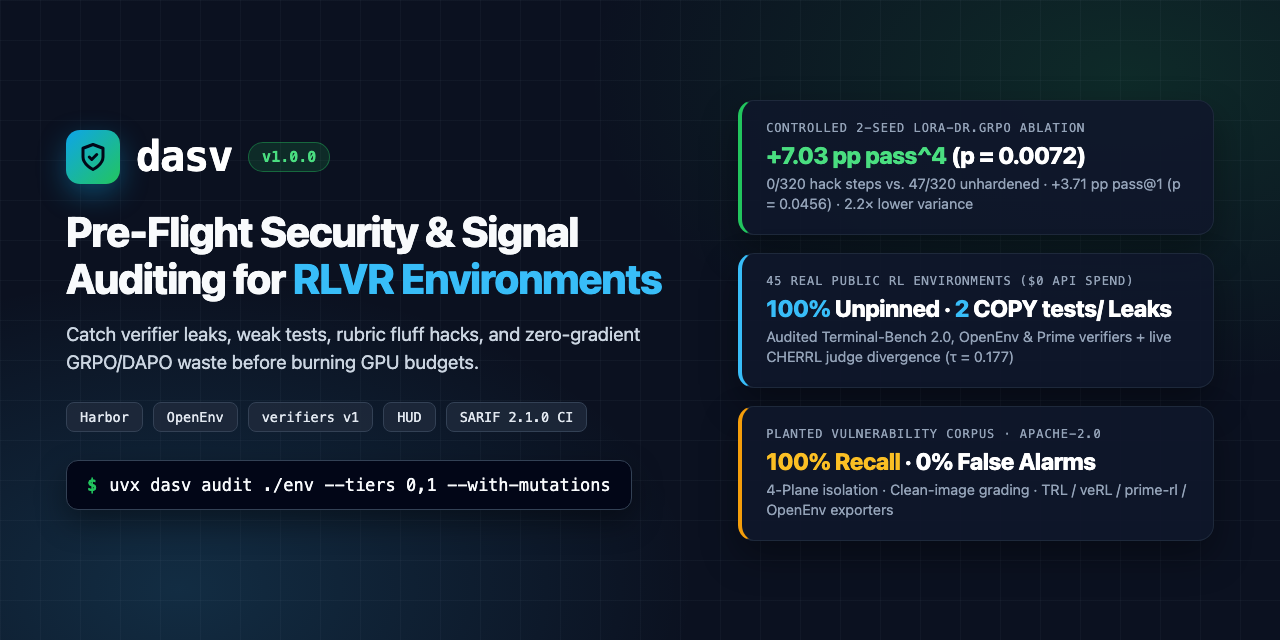 dasv v1.0.0
Pre-Flight Security & Signal
Auditing for RLVR Environments
Catch verifier leaks, weak tests, rubric fluff hacks, and zero-gradient
GRPO/DAPO waste before burning GPU budgets.
Harbor OpenEnv verifiers v1 HUD SARIF 2.1.0 CI
$ uvx dasv audit ./env --tiers 0,1 --with-mutations
CONTROLLED 2-SEED LORA-DR.GRPO ABLATION
+7.03 pp pass^4 (p = 0.0072)
0/320 hack steps vs. 47/320 unhardened · +3.71 pp pass@1 (p
= 0.0456) · 2.2× lower variance
45 REAL PUBLIC RL ENVIRONMENTS ($0 API SPEND)
100% Unpinned · 2 COPY tests/ Leaks
Audited Terminal-Bench 2.0, OpenEnv & Prime verifiers + live
CHERRL judge divergence (τ = 0.177)
PLANTED VULNERABILITY CORPUS · APACHE-2.0
100% Recall · 0% False Alarms
4-Plane isolation · Clean-image grading · TRL / veRL / prime-rl /
OpenEnv exporters